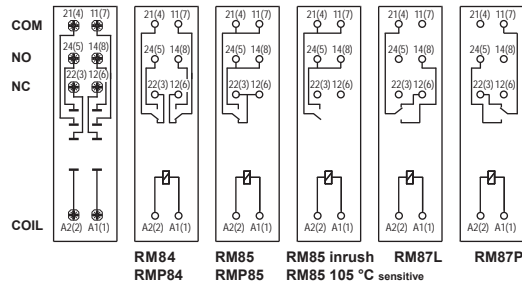 COM 21(4) 11(7) 21(4) 11(7) 21(4) 11(7) 21(4) 11(7) 21(4) 11(7) 21(4) 11(7)
NO 24(5) 14(8) 24(5) 14(8) 24(5) 14(8) 24(5) 14(8) 24(5) 14(8) 24(5) 14(8)
NC 22(3) 12(6) 22(3) 12(6) 22(3) 12(6) 22(3) 12(6) 22(3) 12(6) 22(3) 12(6)
COIL A2(2) A1(1) A2(2) A1(1) A2(2) A1(1) A2(2) A1(1) A2(2) A1(1) A2(2) A1(1)
RM84 RM85 RM85 inrush RM87L RM87P
RMP84 RMP85 RM85 105 °C sensitive